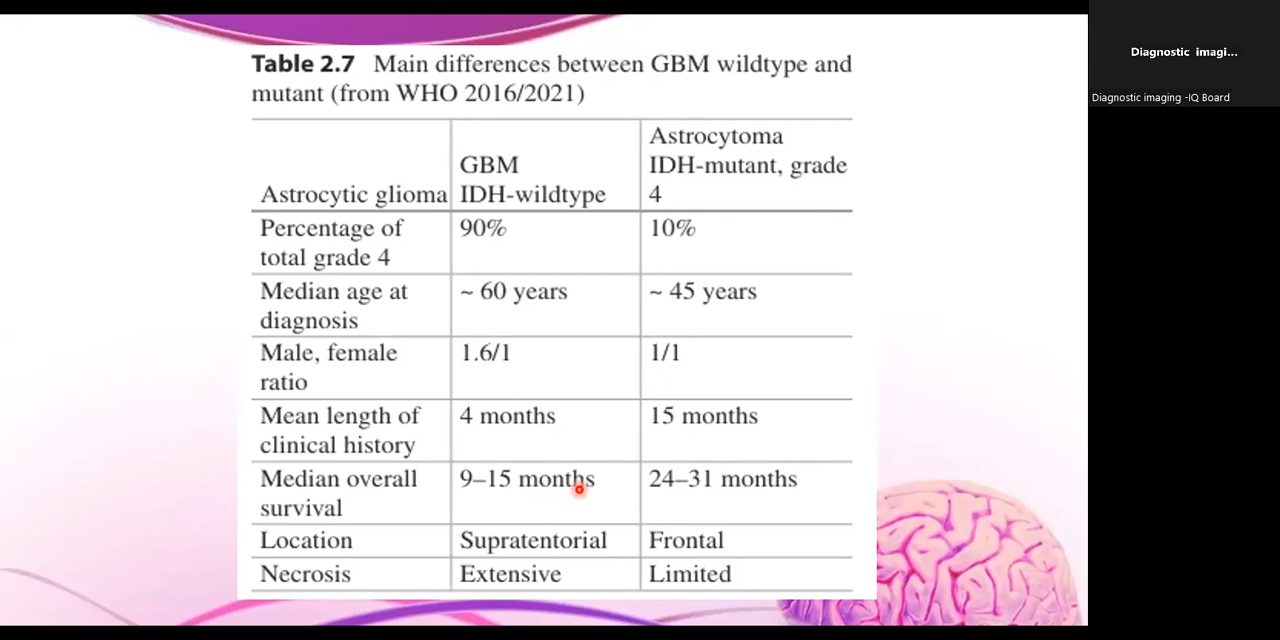 Table 2.7 Main differences between GBM wildtype and
mutant (from WHO 2016/2021)
Astrocytic glioma
GBM
IDH-wildtype
Astrocytoma
IDH-mutant, grade
4
Percentage of
total grade 4
90%
10%
Median age at
diagnosis
~ 60 years
~ 45 years
Male, female
ratio
1.6/1
1/1
Mean length of
clinical history
4 months
15 months
Median overall
survival
9–15 months
24–31 months
Location
Supratentorial
Frontal
Necrosis
Extensive
Limited
Diagnostic imagi...
Diagnostic imaging -IQ Board